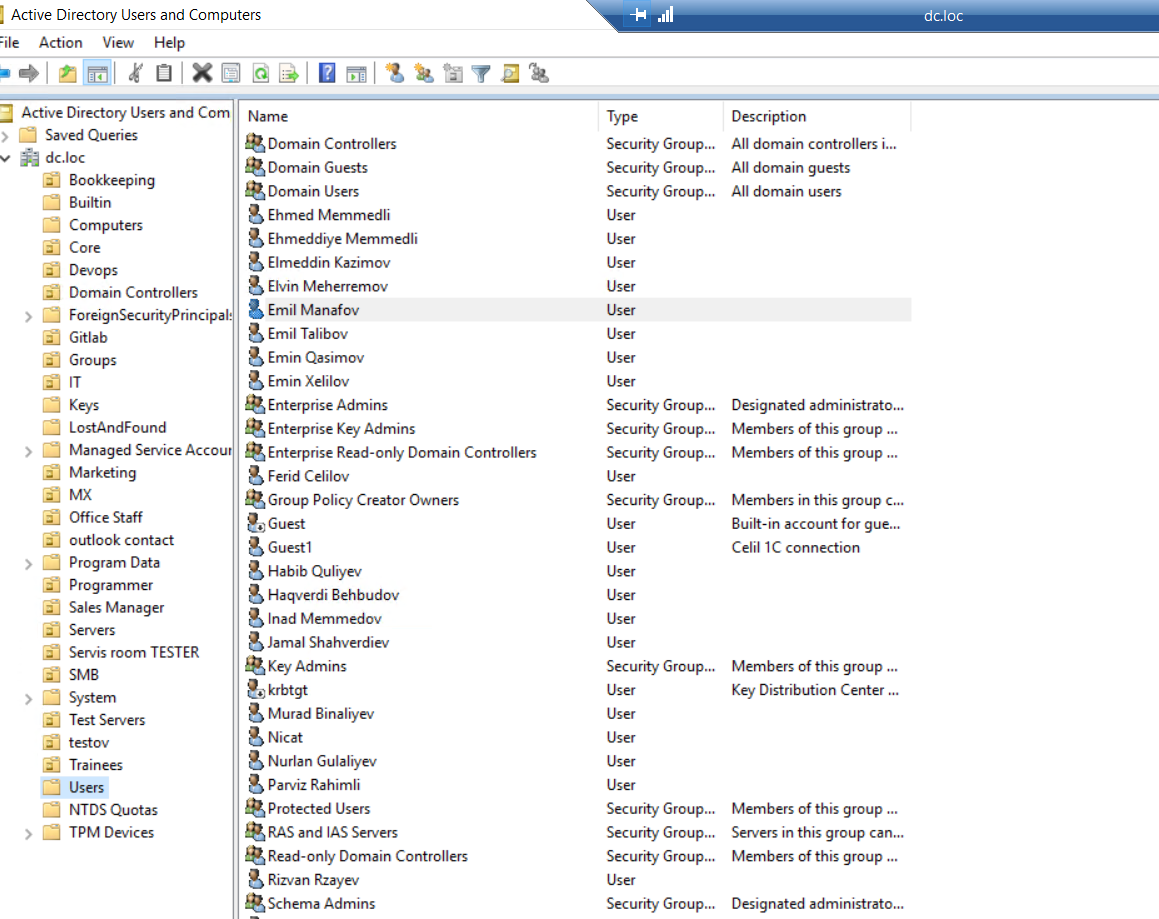 Active Directory Users and Computers
dc.loc
File Action View Help
Active Directory Users and Com
Saved Queries
dc.loc
Bookkeeping
Builtin
Computers
Core
Devops
Domain Controllers
ForeignSecurityPrincipals
Gitlab
Groups
IT
Keys
LostAndFound
Managed Service Accour
Marketing
MX
Office Staff
outlook contact
Program Data
Programmer
Sales Manager
Servers
Servis room TESTER
SMB
System
Test Servers
testov
Trainees
Users
NTDS Quotas
TPM Devices
Name Type Description
Domain Controllers Security Group... All domain controllers i...
Domain Guests Security Group... All domain guests
Domain Users Security Group... All domain users
Ehmed Memmedli User
Ehmeddiye Memmedli User
Elmeddin Kazimov User
Elvin Meherremov User
Emil Manafov User
Emil Talibov User
Emin Qasimov User
Emin Xelilov User
Enterprise Admins Security Group... Designated administrato...
Enterprise Key Admins Security Group... Members of this group ...
Enterprise Read-only Domain Controllers Security Group... Members of this group ...
Ferid Celilov User
Group Policy Creator Owners Security Group... Members in this group c...
Guest User Built-in account for gue...
Guest1 User Celil 1C connection
Habib Quliyev User
Haqverdi Behbudov User
Inad Memmedov User
Jamal Shahverdiev User
Key Admins Security Group... Members of this group ...
krbtgt User Key Distribution Center ...
Murad Binaliyev User
Nicat User
Nurlan Gulaliyev User
Parviz Rahimli User
Protected Users Security Group... Members of this group ...
RAS and IAS Servers Security Group... Servers in this group can...
Read-only Domain Controllers Security Group... Members of this group ...
Rizvan Rzayev User
Schema Admins Security Group... Designated administrato...